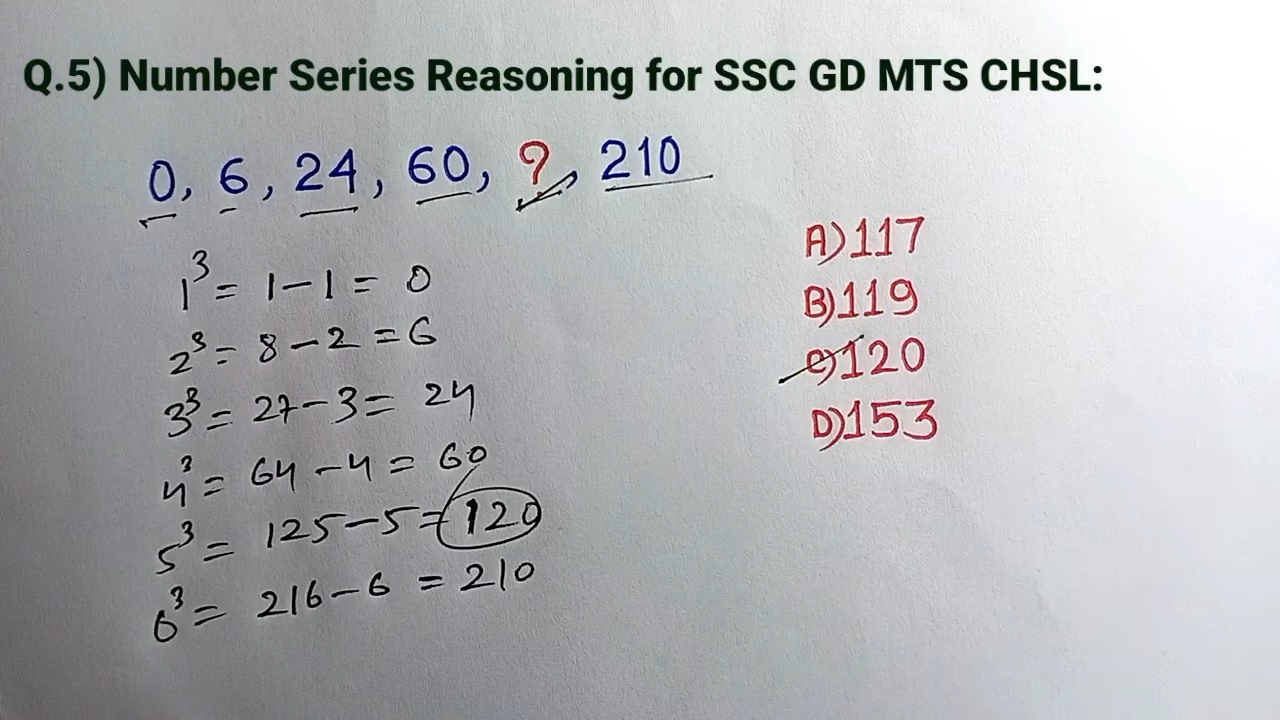 Q.5) Number Series Reasoning for SSC GD MTS CHSL:
0, 6, 24, 60, ?, 210
A) 117
B) 119
C) 120
D) 153
1³ = 1 - 1 = 0
2³ = 8 - 2 = 6
3³ = 27 - 3 = 24
4³ = 64 - 4 = 60
5³ = 125 - 5 = 120
6³ = 216 - 6 = 210